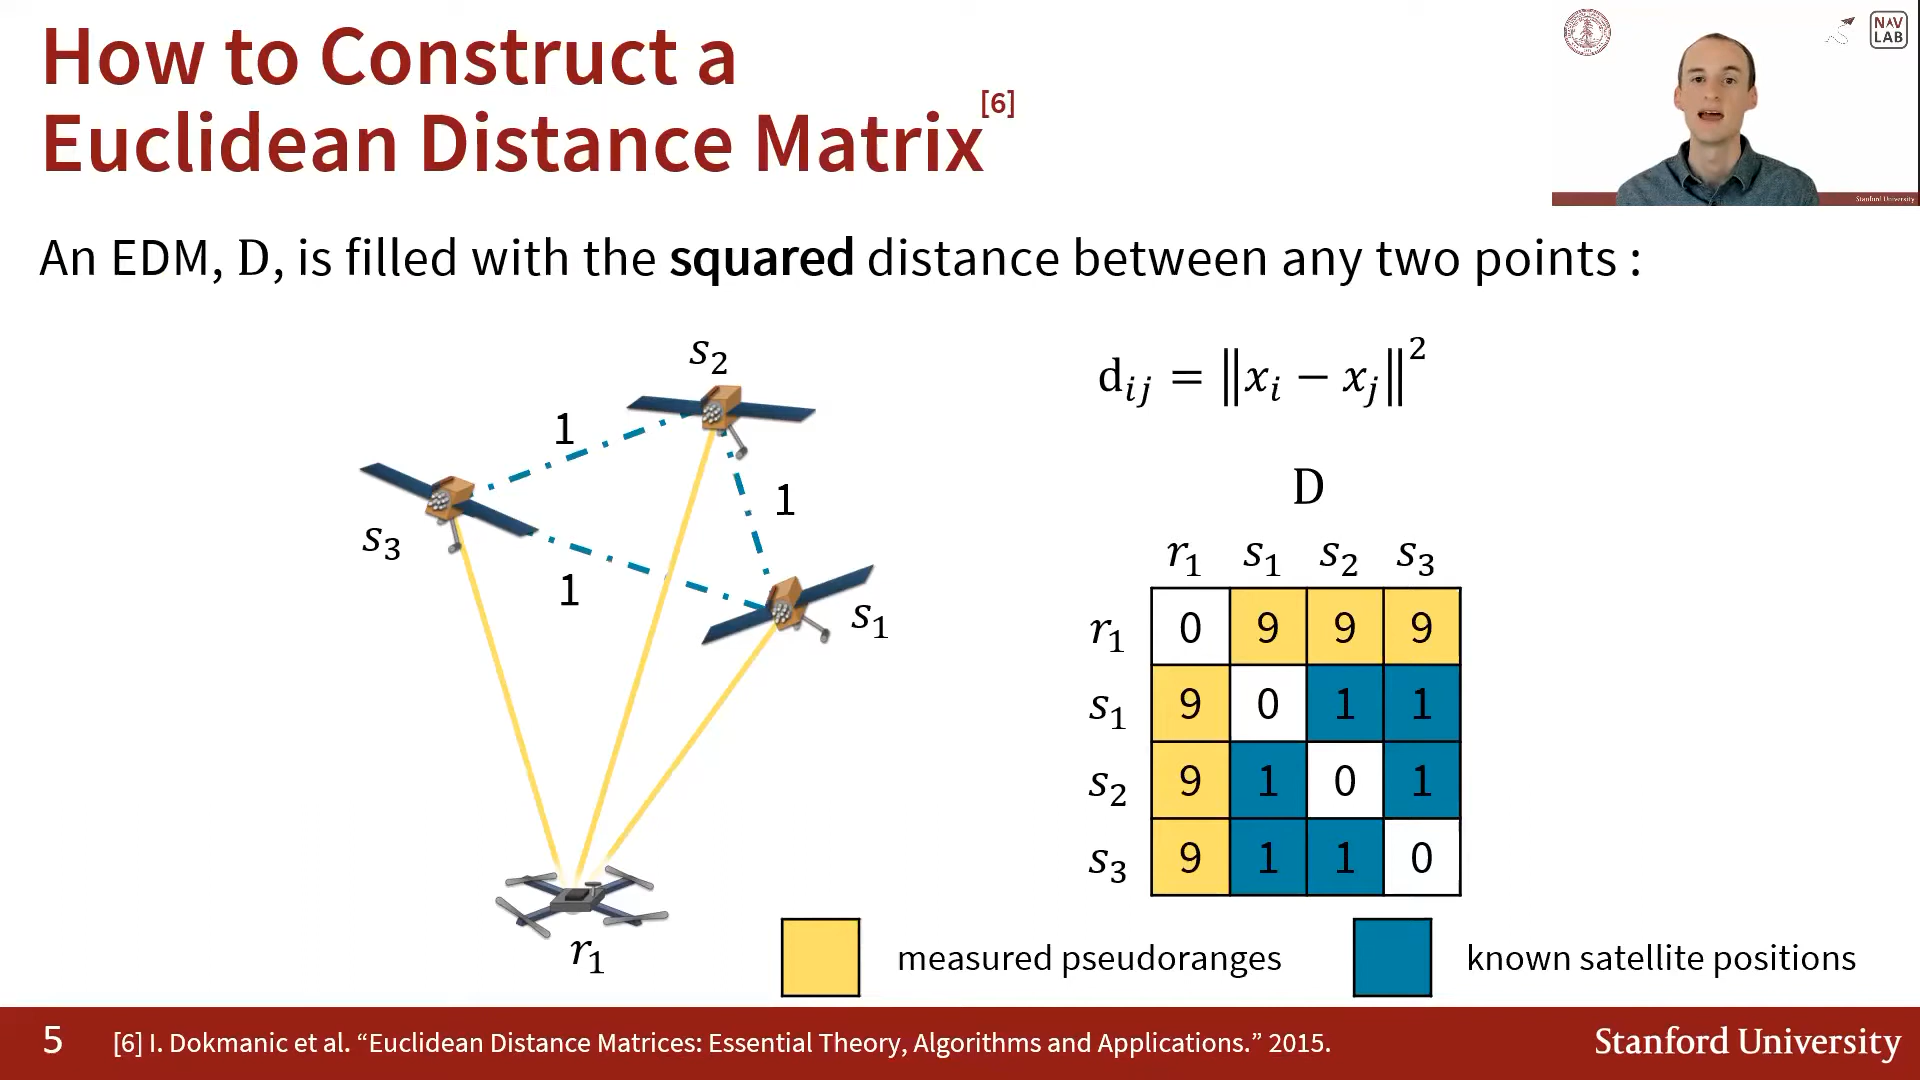 How to Construct a
Euclidean Distance Matrix[6]
NAV
LAB
Stanford University
An EDM, D, is filled with the squared distance between any two points :
s₂
1
1
s₃
1
s₁
r₁
dᵢⱼ = ‖xᵢ − xⱼ‖²
D
r₁ s₁ s₂ s₃
r₁ 0 9 9 9
s₁ 9 0 1 1
s₂ 9 1 0 1
s₃ 9 1 1 0
measured pseudoranges
known satellite positions
5
[6] I. Dokmanic et al. “Euclidean Distance Matrices: Essential Theory, Algorithms and Applications.” 2015.
Stanford University